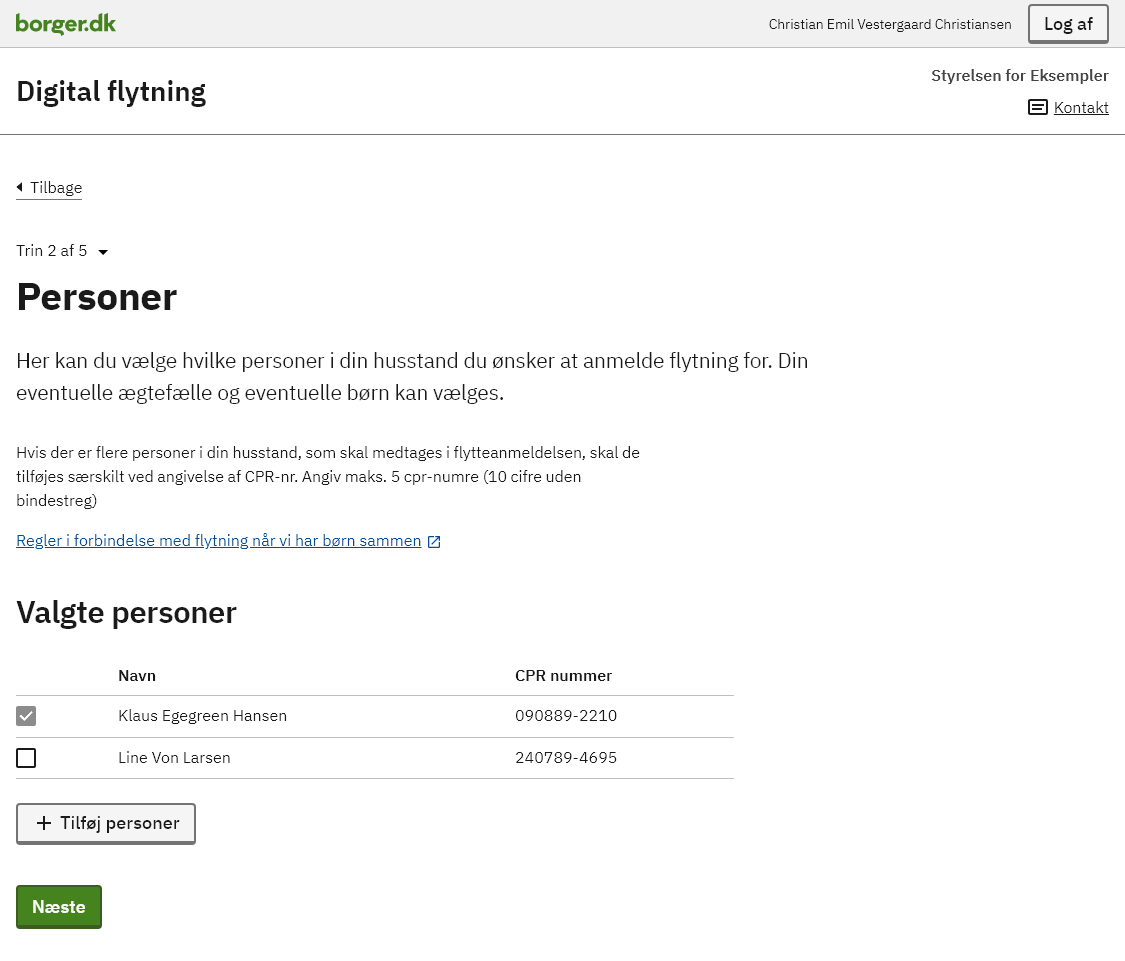 borger.dk
Christian Emil Vestergaard Christiansen
Log af
Digital flytning
Styrelsen for Eksempler
Kontakt
Tilbage
Trin 2 af 5
Personer
Her kan du vælge hvilke personer i din husstand du ønsker at anmelde flytning for. Din
eventuelle ægtefælle og eventuelle børn kan vælges.
Hvis der er flere personer i din husstand, som skal medtages i flytteanmeldelsen, skal de
tilføjes særskilt ved angivelse af CPR-nr. Angiv maks. 5 cpr-numre (10 cifre uden
bindestreg)
Regler i forbindelse med flytning når vi har børn sammen
Valgte personer
Navn CPR nummer
Klaus Egegreen Hansen 090889-2210
Line Von Larsen 240789-4695
Tilføj personer
Næste